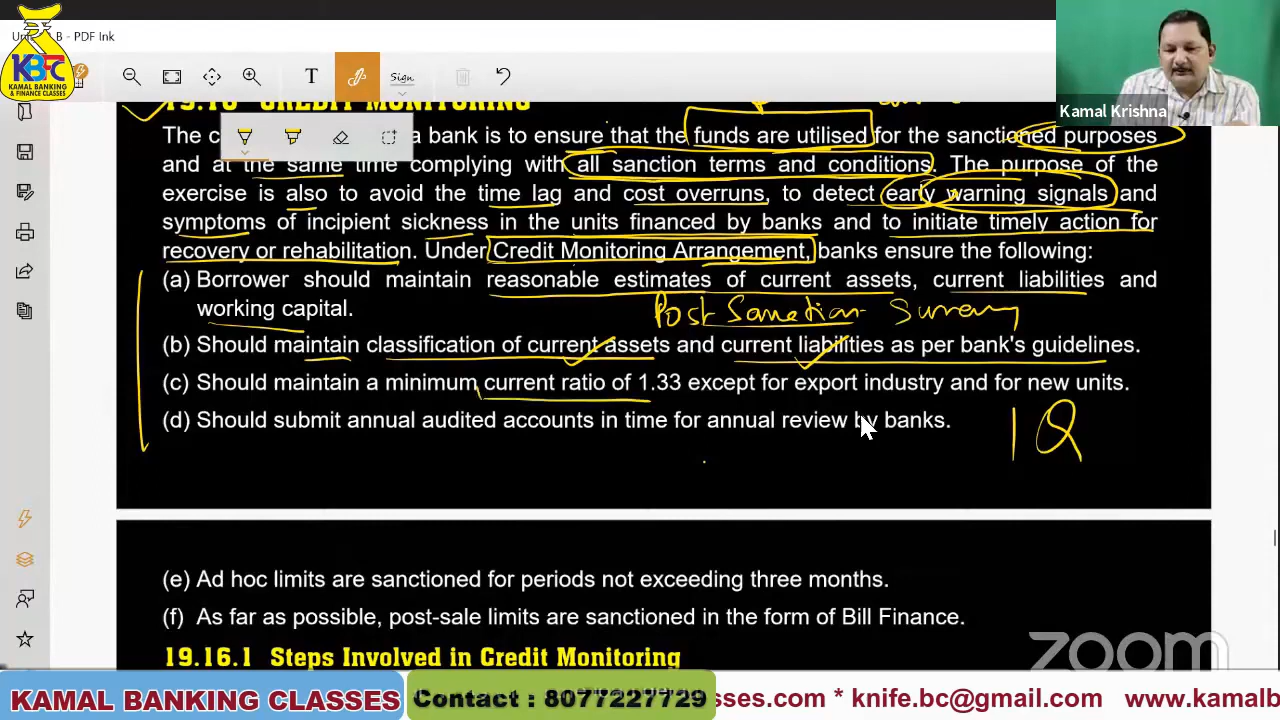 B - PDF Ink
KBC
KAMAL BANKING
& FINANCE CLASSES
T
Sign
Kamal Krishna
19.16 CREDIT MONITORING
a bank is to ensure that the funds are utilised for the sanctioned purposes
and at the same time complying with all sanction terms and conditions. The purpose of the
exercise is also to avoid the time lag and cost overruns, to detect early warning signals and
symptoms of incipient sickness in the units financed by banks and to initiate timely action for
recovery or rehabilitation. Under Credit Monitoring Arrangement, banks ensure the following:
(a) Borrower should maintain reasonable estimates of current assets, current liabilities and
working capital.
Post Sanction
(b) Should maintain classification of current assets and current liabilities as per bank's guidelines.
(c) Should maintain a minimum current ratio of 1.33 except for export industry and for new units.
(d) Should submit annual audited accounts in time for annual review by banks.
1Q
(e) Ad hoc limits are sanctioned for periods not exceeding three months.
(f) As far as possible, post-sale limits are sanctioned in the form of Bill Finance.
19.16.1 Steps Involved in Credit Monitoring
zoom
KAMAL BANKING CLASSES Contact : 8077227729 sses.com * knife.bc@gmail.com www.kamalb